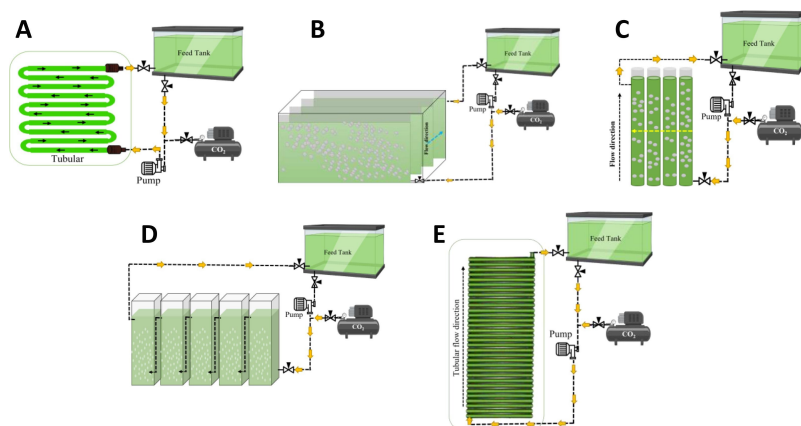 A
Feed Tank
Tubular
Pump
CO₂
B
Feed Tank
Flow direction
Pump
CO₂
C
Feed Tank
Flow direction
Pump
CO₂
D
Feed Tank
Pump
CO₂
E
Feed Tank
Tubular flow direction
Pump
CO₂